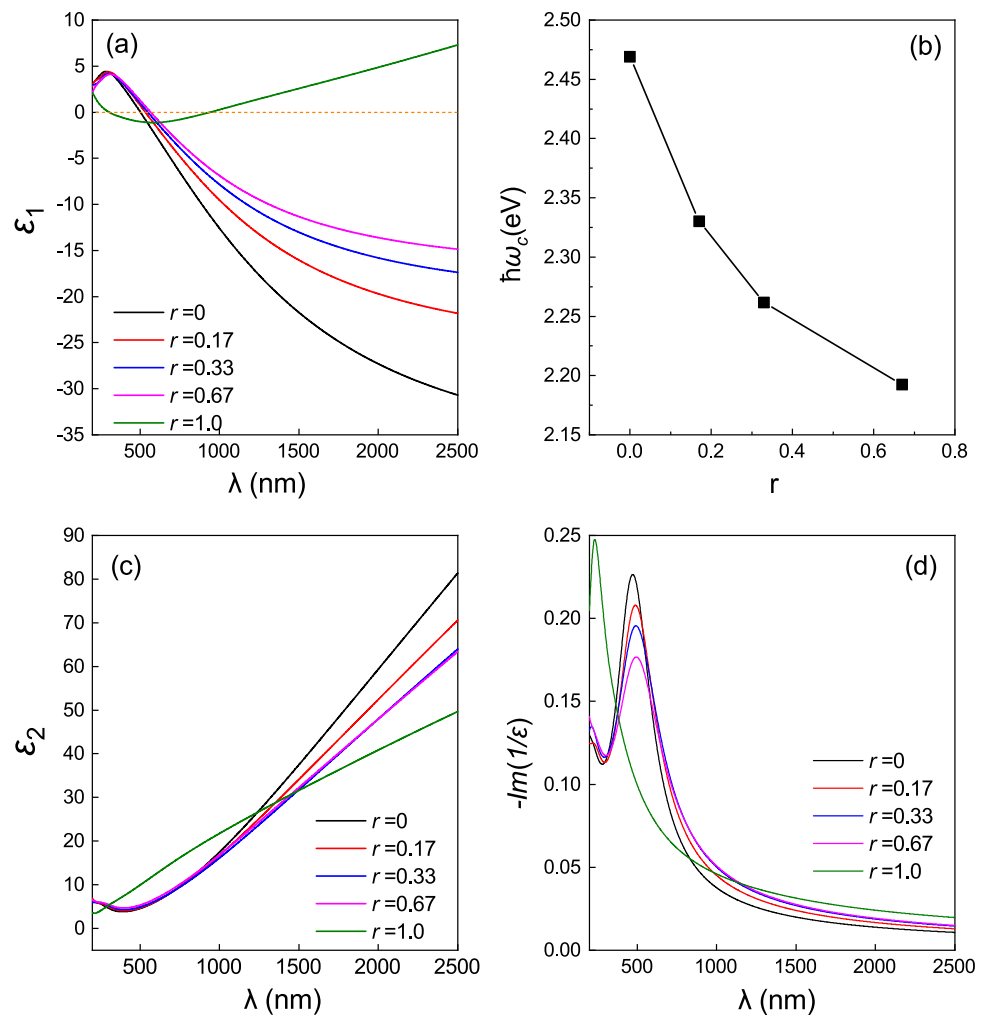 (a)
10
5
0
-5
-10
-15
-20
-25
-30
-35
ε1
r=0
r=0.17
r=0.33
r=0.67
r=1.0
500 1000 1500 2000 2500
λ (nm)
(b)
2.50
2.45
2.40
2.35
2.30
2.25
2.20
2.15
ħωc(eV)
0.0 0.2 0.4 0.6 0.8
r
(c)
90
80
70
60
50
40
30
20
10
0
ε2
r=0
r=0.17
r=0.33
r=0.67
r=1.0
500 1000 1500 2000 2500
λ (nm)
(d)
0.25
0.20
0.15
0.10
0.05
0.00
-Im(1/ε)
r=0
r=0.17
r=0.33
r=0.67
r=1.0
500 1000 1500 2000 2500
λ (nm)